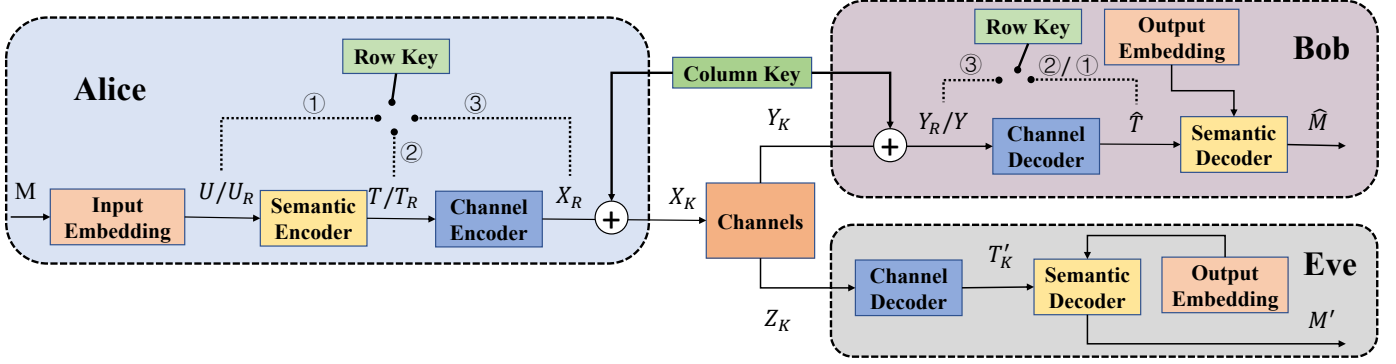 Alice
Row Key
①
③
②
M
Input
Embedding
U/U_R
Semantic
Encoder
T/T_R
Channel
Encoder
X_R
+
X_K
Column Key
Channels
Y_K
Z_K
Bob
Row Key
③
②/①
Output
Embedding
+
Y_R/Y
Channel
Decoder
T̂
Semantic
Decoder
M̂
Eve
Channel
Decoder
T′_K
Semantic
Decoder
Output
Embedding
M′